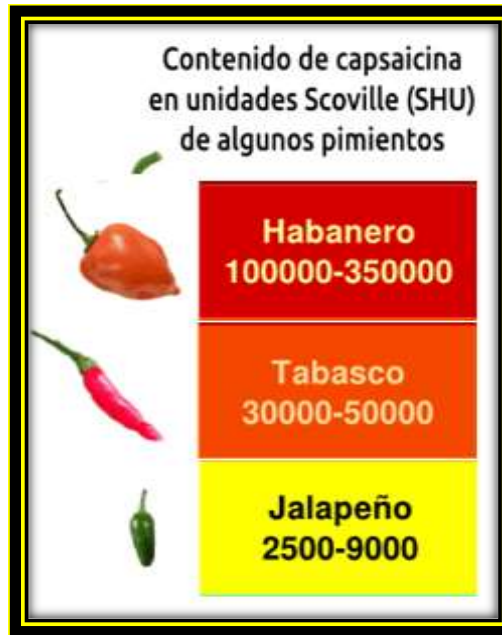 Contenido de capsaicina
en unidades Scoville (SHU)
de algunos pimientos
Habanero
100000-350000
Tabasco
30000-50000
Jalapeño
2500-9000